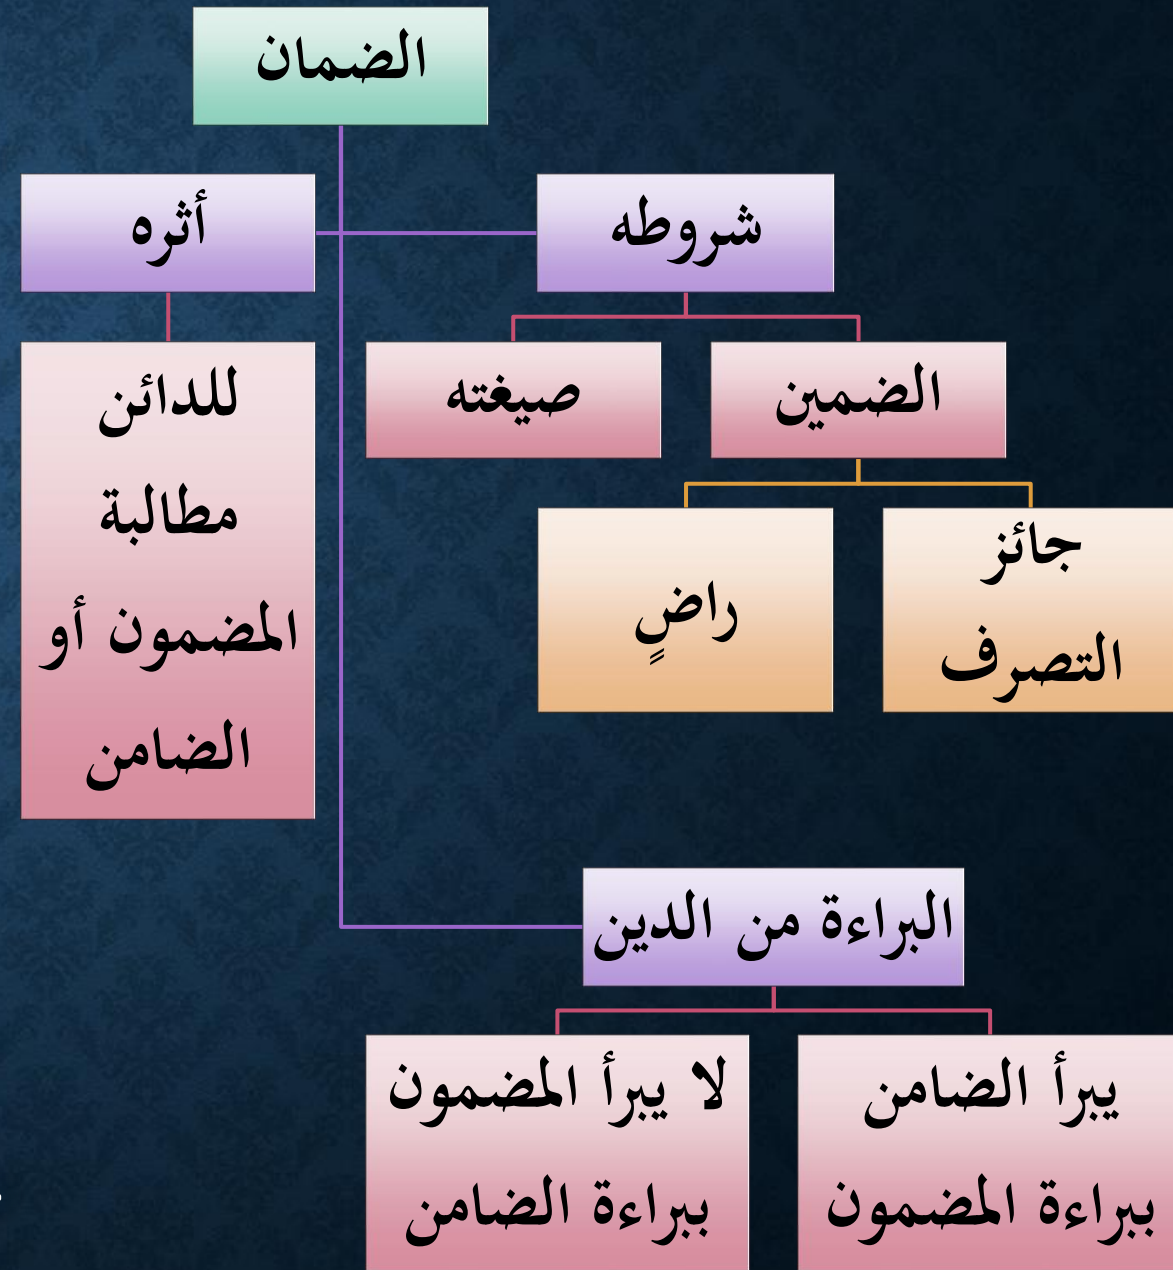 الضمان
شروطه
أثره
الضمين
صيغته
جائز
التصرف
راضٍ
للدائن
مطالبة
المضمون أو
الضامن
البراءة من الدين
يبرأ الضامن
ببراءة المضمون
لا يبرأ المضمون
ببراءة الضامن